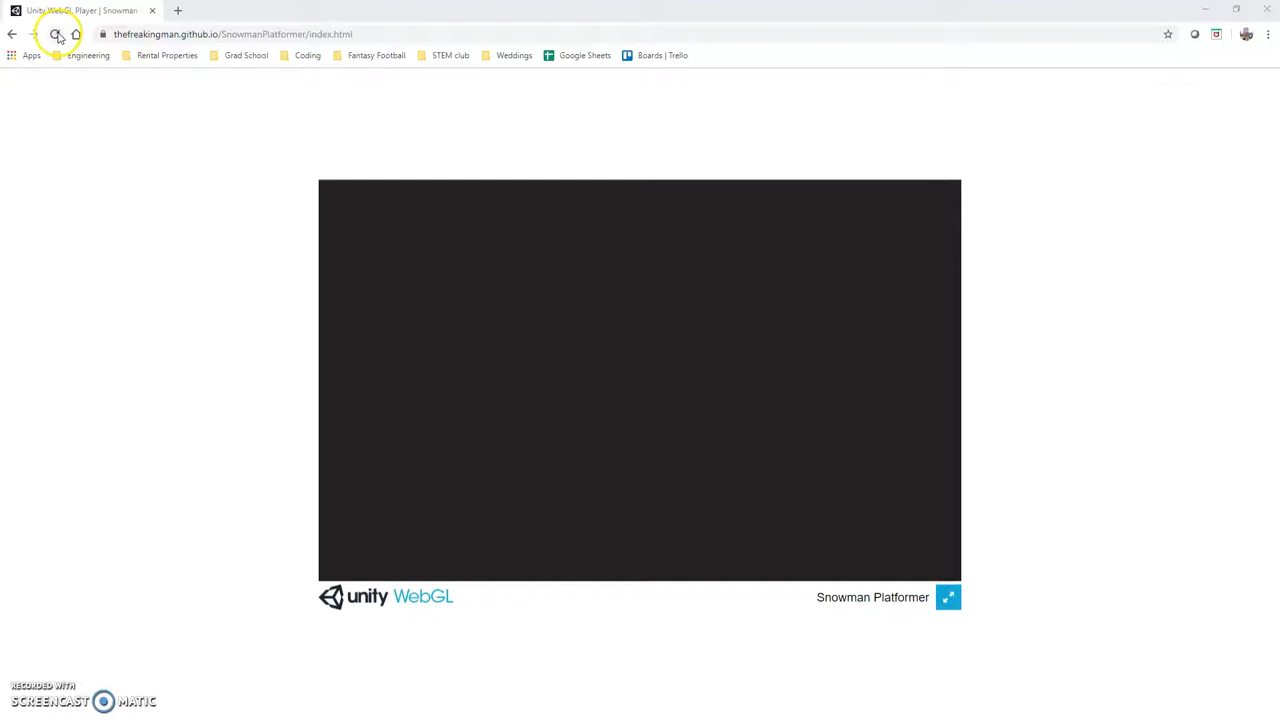 Unity WebGL Player | Snowman
thefreakingman.github.io/SnowmanPlatformer/index.html
Apps Engineering Rental Properties Grad School Coding Fantasy Football STEM club Weddings Google Sheets Boards | Trello
unity WebGL
Snowman Platformer
RECORDED WITH
SCREENCAST MATIC